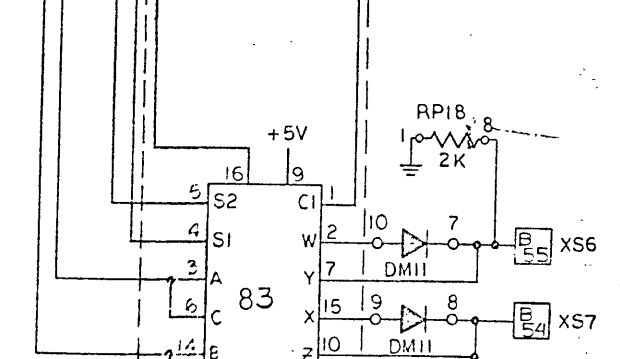 RP18
1 8
+5V
2K
16 9
5 S2 C1 1
10 7
4 S1 W 2 B 55 XS6
3 A Y 7 DM11
83
6 C X 15 9 8 B 54 XS7
14 B Z 10 DM11